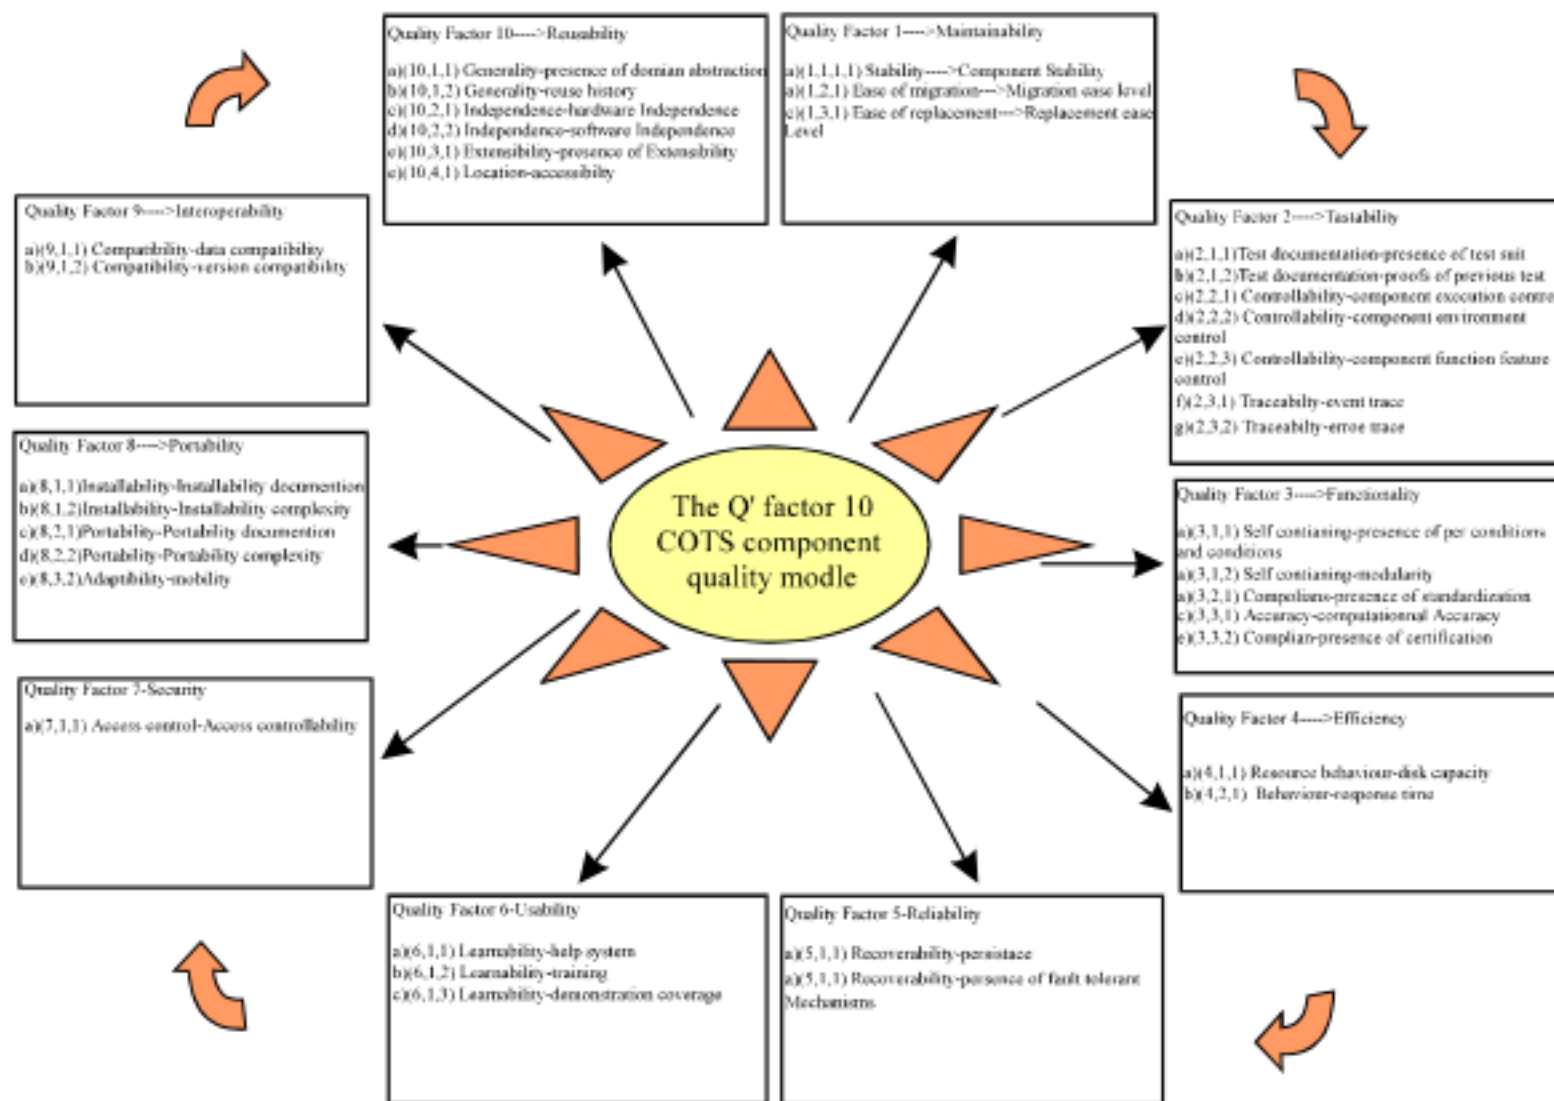 Quality Factor 10---->Reusability
a)(10,1,1) Generality-presence of domian abstraction
b)(10,1,2) Generality-reuse history
c)(10,2,1) Independence-hardware Independence
d)(10,2,2) Independence-software Independence
e)(10,3,1) Extensibility-presence of Extensibility
e)(10,4,1) Location-accessibilty
Quality Factor 1---->Maintainability
a)(1,1,1,1) Stability---->Component Stability
a)(1,2,1) Ease of migration--->Migration ease level
c)(1,3,1) Ease of replacement--->Replacement ease
Level
Quality Factor 9---->Interoperability
a)(9,1,1) Compatibility-data compatibility
b)(9,1,2) Compatibility-version compatibility
Quality Factor 2---->Tastability
a)(2,1,1)Test documentation-presence of test suit
b)(2,1,2)Test documentation-proofs of previous test
c)(2,2,1) Controllability-component execution contro
d)(2,2,2) Controllability-component environment
control
e)(2,2,3) Controllability-component function feature
control
f)(2,3,1) Traceabilty-event trace
g)(2,3,2) Traceabilty-erroe trace
Quality Factor 8---->Portability
a)(8,1,1)Installability-Installability documention
b)(8,1,2)Installability-Installability complexity
c)(8,2,1)Portability-Portability documention
d)(8,2,2)Portability-Portability complexity
e)(8,3,2)Adaptibility-mobility
The Q' factor 10
COTS component
quality modle
Quality Factor 3---->Functionality
a)(3,1,1) Self contianing-presence of per conditions
and conditions
a)(3,1,2) Self contianing-modularity
a)(3,2,1) Compolians-presence of standardization
c)(3,3,1) Accuracy-computationnal Accuracy
e)(3,3,2) Complian-presence of certification
Quality Factor 7-Security
a)(7,1,1) Access control-Access controllability
Quality Factor 4---->Efficiency
a)(4,1,1) Resource behaviour-disk capacity
b)(4,2,1) Behaviour-response time
Quality Factor 6-Usability
a)(6,1,1) Learnability-help system
b)(6,1,2) Learnability-training
c)(6,1,3) Learnability-demonstration coverage
Quality Factor 5-Reliability
a)(5,1,1) Recoverability-persistace
a)(5,1,1) Recoverability-persence of fault tolerant
Mechanisms